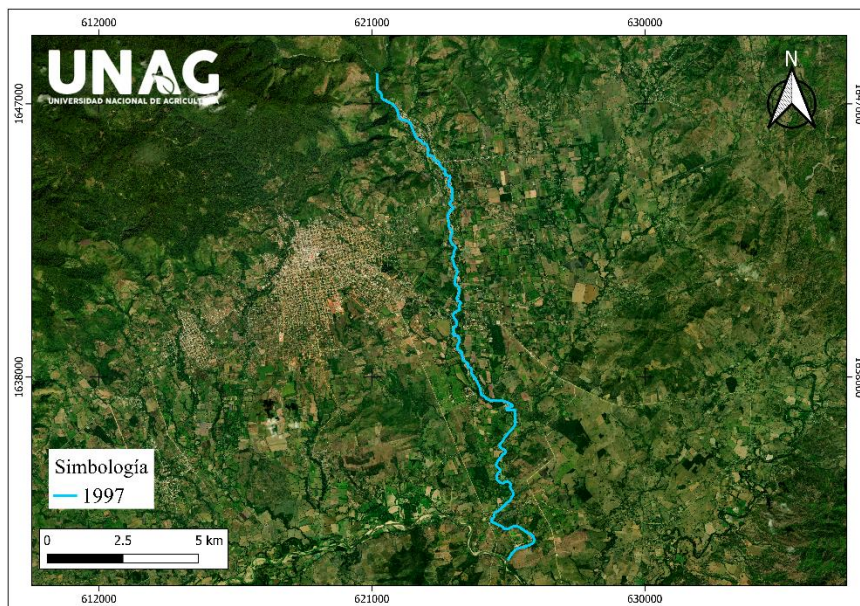 612000 621000 630000
UNAG
UNIVERSIDAD NACIONAL DE AGRICULTURA
N
1647000 1647000
1638000 1638000
Simbología
1997
0 2.5 5 km
612000 621000 630000